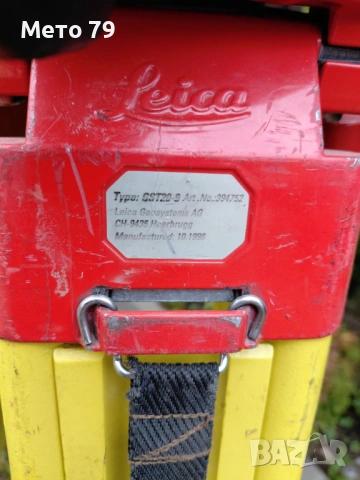 Мето 79
Leica
Type: GST20-9 Art.No.:394752
Leica Geosystems AG
CH-9435 Heerbrugg
Manufactured: 10.1998
BAZAR